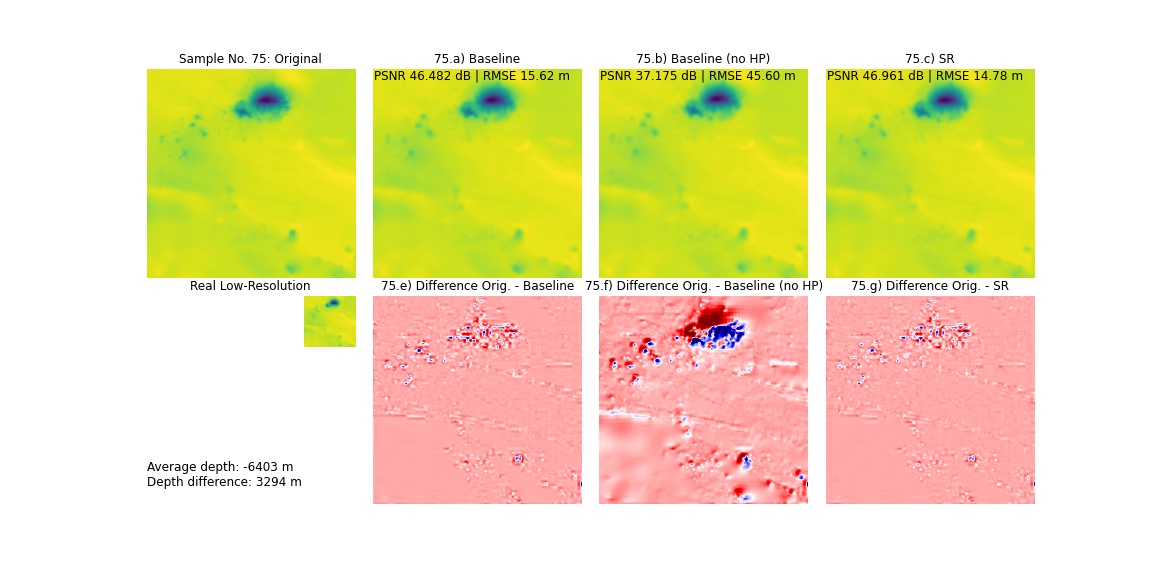 Sample No. 75: Original
75.a) Baseline
75.b) Baseline (no HP)
75.c) SR
PSNR 46.482 dB | RMSE 15.62 m
PSNR 37.175 dB | RMSE 45.60 m
PSNR 46.961 dB | RMSE 14.78 m
Real Low-Resolution
75.e) Difference Orig. - Baseline
75.f) Difference Orig. - Baseline (no HP)
75.g) Difference Orig. - SR
Average depth: -6403 m
Depth difference: 3294 m